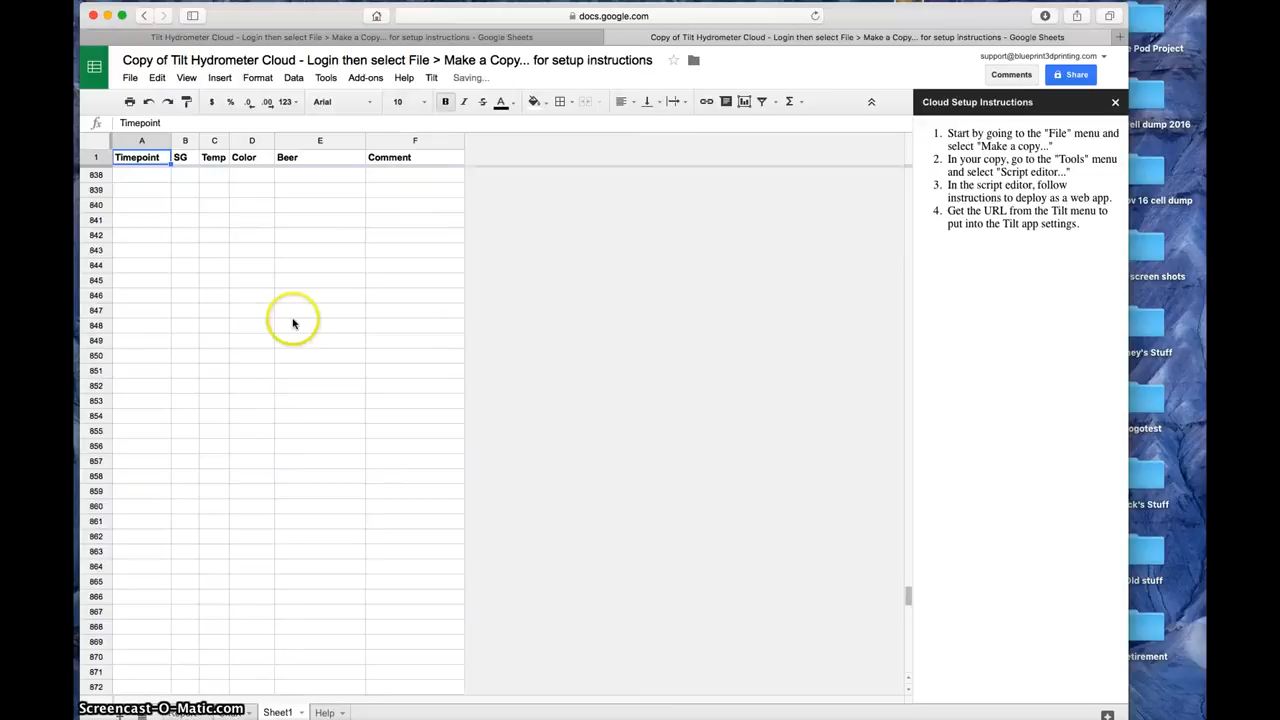 docs.google.com
Tilt Hydrometer Cloud - Login then select File > Make a Copy... for setup instructions - Google Sheets
Copy of Tilt Hydrometer Cloud - Login then select File > Make a Copy... for setup instructions - Google Sheets
Copy of Tilt Hydrometer Cloud - Login then select File > Make a Copy... for setup instructions
support@blueprint3dprinting.com
File Edit View Insert Format Data Tools Add-ons Help Tilt Saving...
Comments Share
$ % .0 .00 123 Arial 10 B I S A
fx Timepoint
A B C D E F
1 Timepoint SG Temp Color Beer Comment
838
839
840
841
842
843
844
845
846
847
848
849
850
851
852
853
854
855
856
857
858
859
860
861
862
863
864
865
866
867
868
869
870
871
872
Cloud Setup Instructions
1. Start by going to the "File" menu and
select "Make a copy..."
2. In your copy, go to the "Tools" menu
and select "Script editor..."
3. In the script editor, follow
instructions to deploy as a web app.
4. Get the URL from the Tilt menu to
put into the Tilt app settings.
e Pod Project
cell dump 2016
ov 16 cell dump
screen shots
ney's Stuff
ogotest
ck's Stuff
Old stuff
etirement
Sheet1 Help
Screencast-O-Matic.com